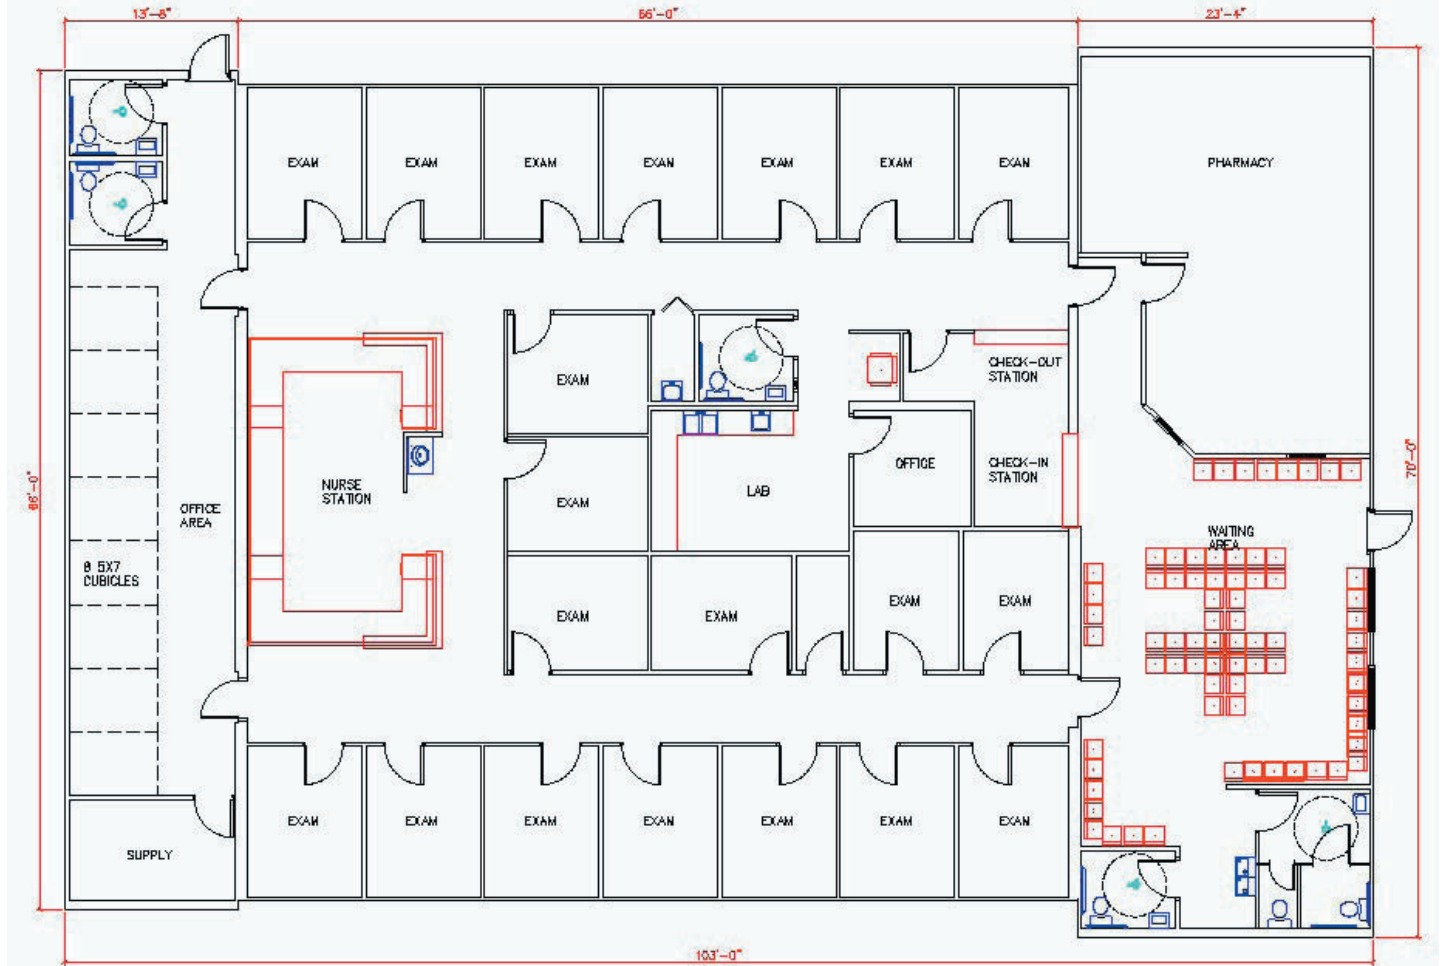 13'-8" 66'-0" 23'-4"
EXAM EXAM EXAM EXAM EXAM EXAM EXAM PHARMACY
CHECK-OUT
STATION
EXAM
66'-0"
70'-0"
OFFICE
CHECK-IN
STATION
NURSE
STATION
LAB
EXAM
OFFICE
AREA
WAITING
AREA
8 5X7
CUBICLES
EXAM EXAM
EXAM EXAM
EXAM EXAM EXAM EXAM EXAM EXAM EXAM
SUPPLY
103'-0"